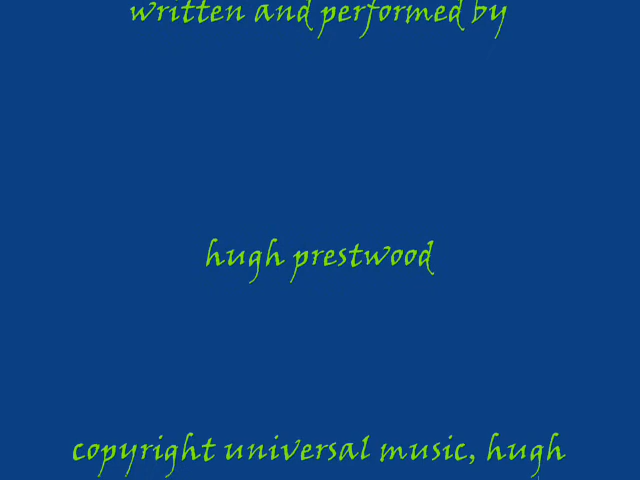 written and performed by
hugh prestwood
copyright universal music, hugh